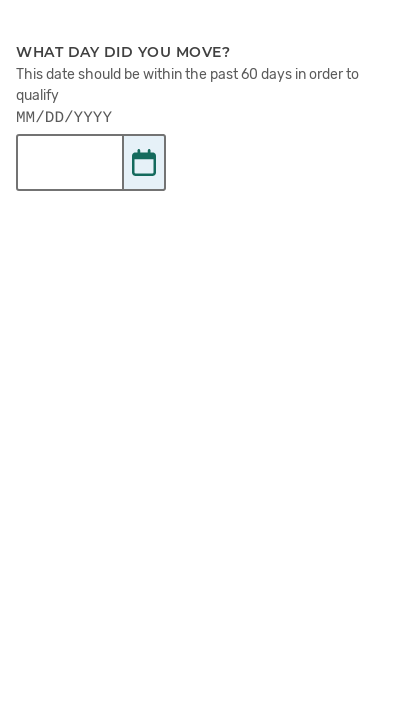 WHAT DAY DID YOU MOVE?
This date should be within the past 60 days in order to
qualify
MM/DD/YYYY